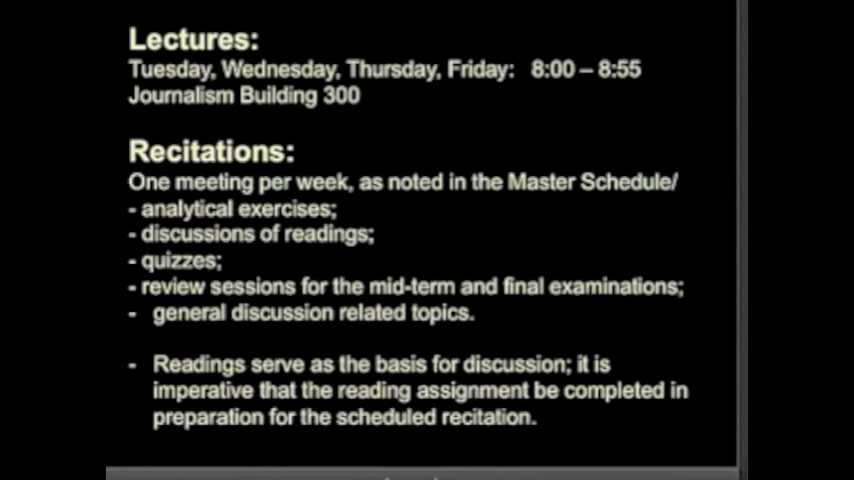 Lectures:
Tuesday, Wednesday, Thursday, Friday: 8:00 – 8:55
Journalism Building 300
Recitations:
One meeting per week, as noted in the Master Schedule/
- analytical exercises;
- discussions of readings;
- quizzes;
- review sessions for the mid-term and final examinations;
- general discussion related topics.
- Readings serve as the basis for discussion; it is
imperative that the reading assignment be completed in
preparation for the scheduled recitation.